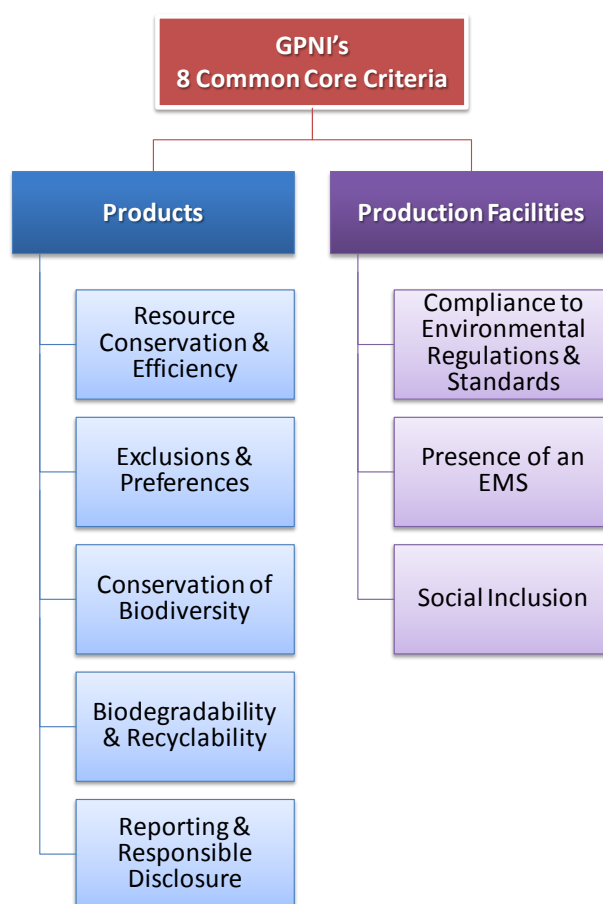 GPNI's
8 Common Core Criteria
Products
Resource
Conservation &
Efficiency
Exclusions &
Preferences
Conservation of
Biodiversity
Biodegradability
& Recyclability
Reporting &
Responsible
Disclosure
Production Facilities
Compliance to
Environmental
Regulations &
Standards
Presence of an
EMS
Social Inclusion